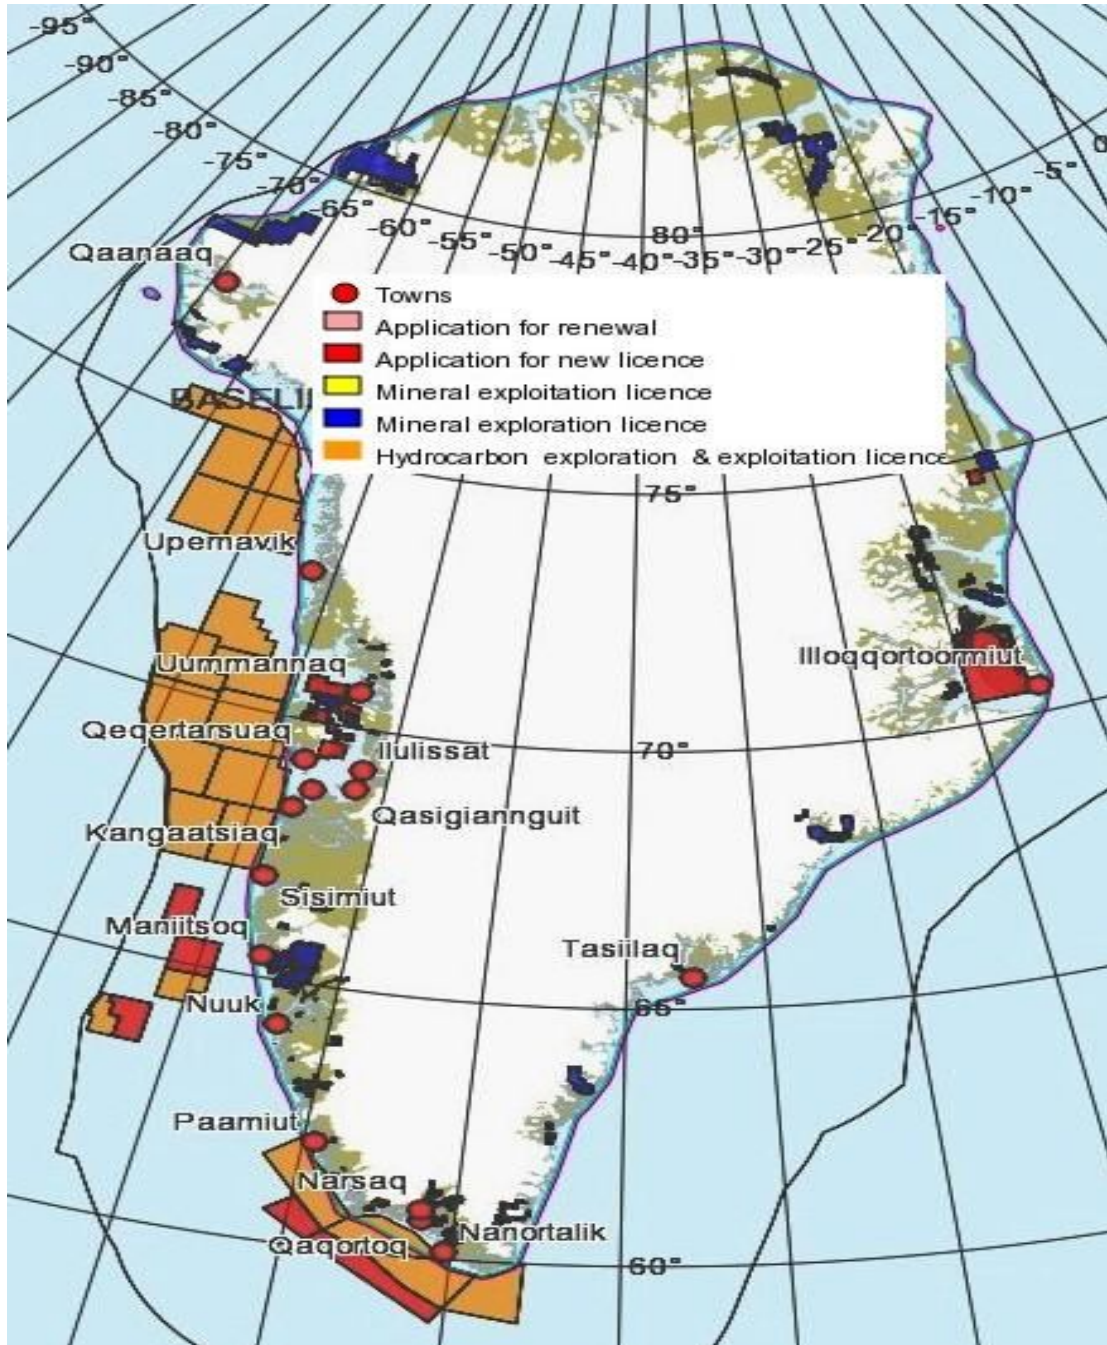 -95°
-90°
-85°
-80°
-75°
-70°
-65°
-60°
-55°
-50°
-45°
-40°
-35°
-30°
-25°
-20°
-15°
-10°
-5°
0
80°
Qaanaaq
Towns
Application for renewal
Application for new licence
Mineral exploitation licence
BASELI
Mineral exploration licence
Hydrocarbon exploration & exploitation licence
75°
Upernavik
Uummannaq
Illoqqortoormiut
Qeqertarsuaq
Ilulissat
70°
Qasigiannguit
Kangaatsiaq
Sisimiut
Maniitsoq
Tasiilaq
Nuuk
65°
Paamiut
Narsaq
Nanortalik
Qaqortoq
60°